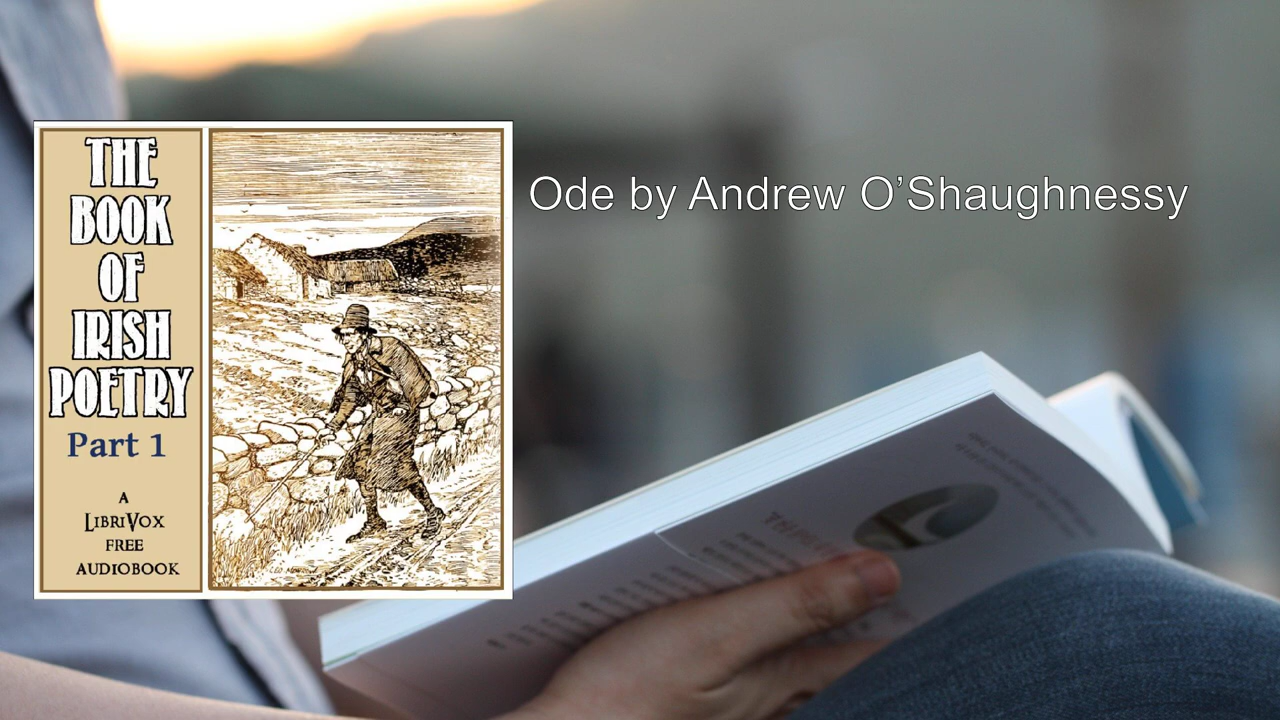 THE
BOOK
OF
IRISH
POETRY
Part 1
A
LIBRIVOX
FREE
AUDIOBOOK
Ode by Andrew O’Shaughnessy